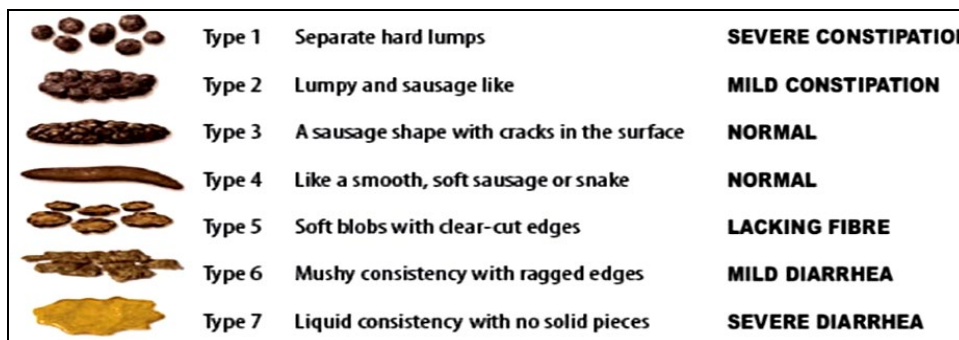 Type 1 Separate hard lumps SEVERE CONSTIPATION
Type 2 Lumpy and sausage like MILD CONSTIPATION
Type 3 A sausage shape with cracks in the surface NORMAL
Type 4 Like a smooth, soft sausage or snake NORMAL
Type 5 Soft blobs with clear-cut edges LACKING FIBRE
Type 6 Mushy consistency with ragged edges MILD DIARRHEA
Type 7 Liquid consistency with no solid pieces SEVERE DIARRHEA